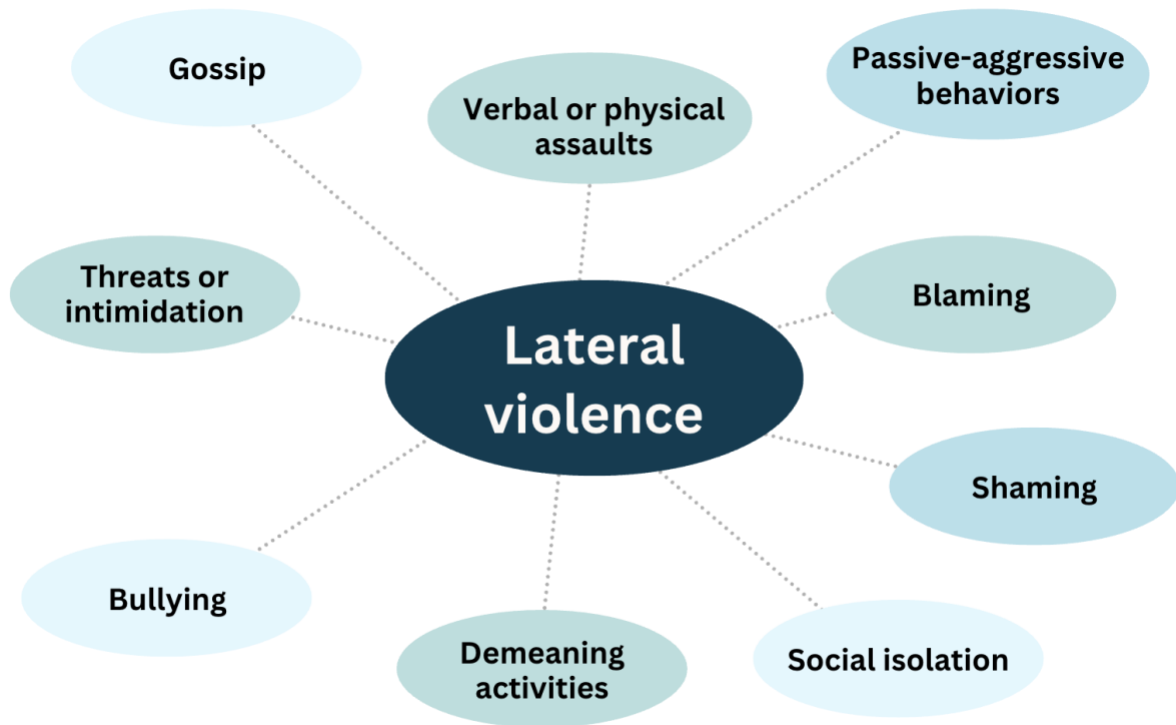 Gossip
Verbal or physical
assaults
Passive-aggressive
behaviors
Threats or
intimidation
Blaming
Lateral
violence
Shaming
Bullying
Demeaning
activities
Social isolation